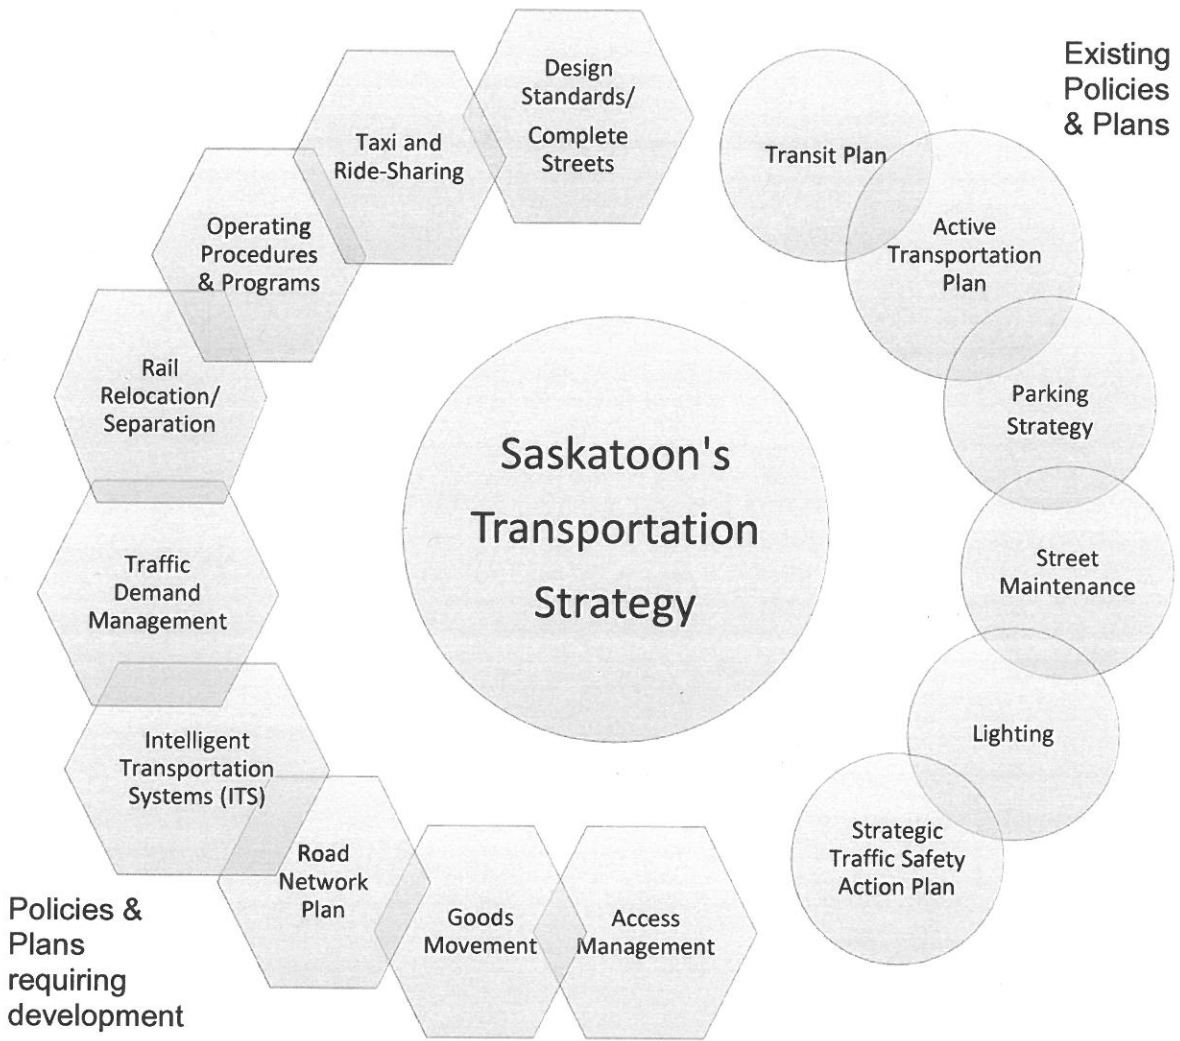 Existing
Policies
& Plans
Design
Standards/
Complete
Streets
Taxi and
Ride-Sharing
Operating
Procedures
& Programs
Rail
Relocation/
Separation
Traffic
Demand
Management
Intelligent
Transportation
Systems (ITS)
Road
Network
Plan
Goods
Movement
Access
Management
Transit Plan
Active
Transportation
Plan
Parking
Strategy
Street
Maintenance
Lighting
Strategic
Traffic Safety
Action Plan
Saskatoon's
Transportation
Strategy
Policies &
Plans
requiring
development